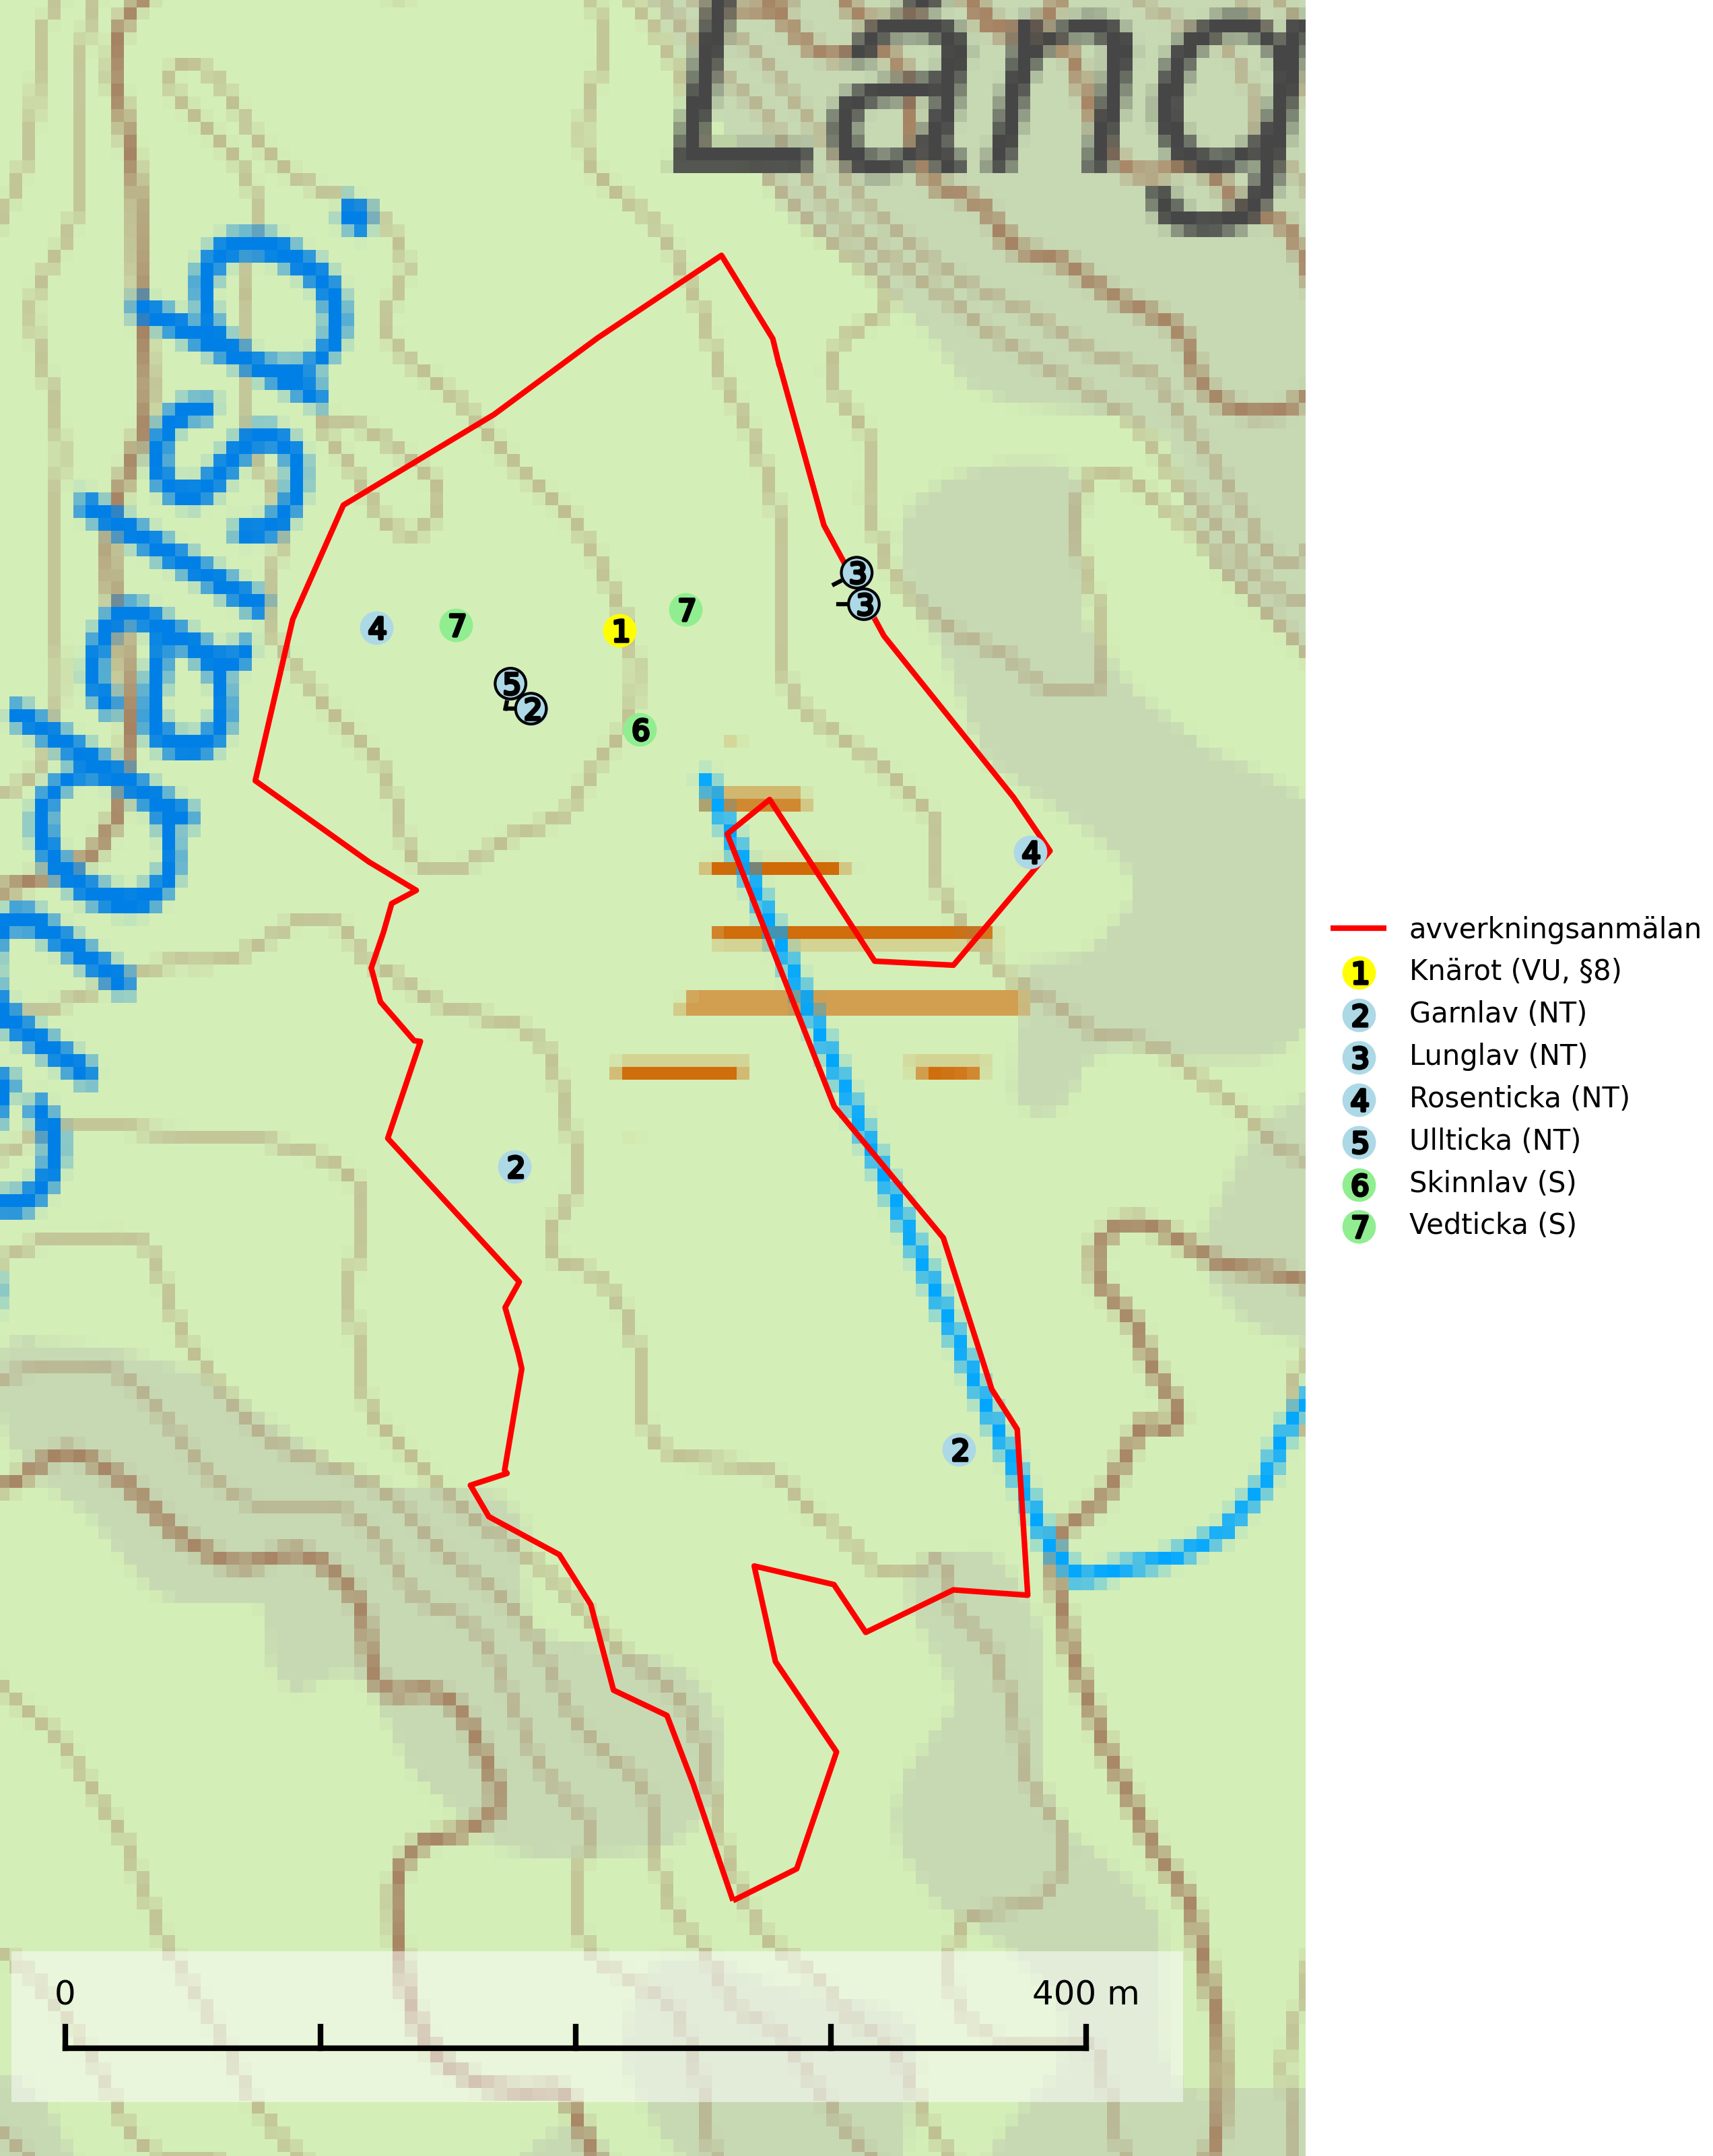 Lång
avverkningsanmälan
1 Knärot (VU, §8)
2 Garnlav (NT)
3 Lunglav (NT)
4 Rosenticka (NT)
5 Ullticka (NT)
6 Skinnlav (S)
7 Vedticka (S)
3
3
7
4
7
1
5
2
6
4
2
2
0 400 m